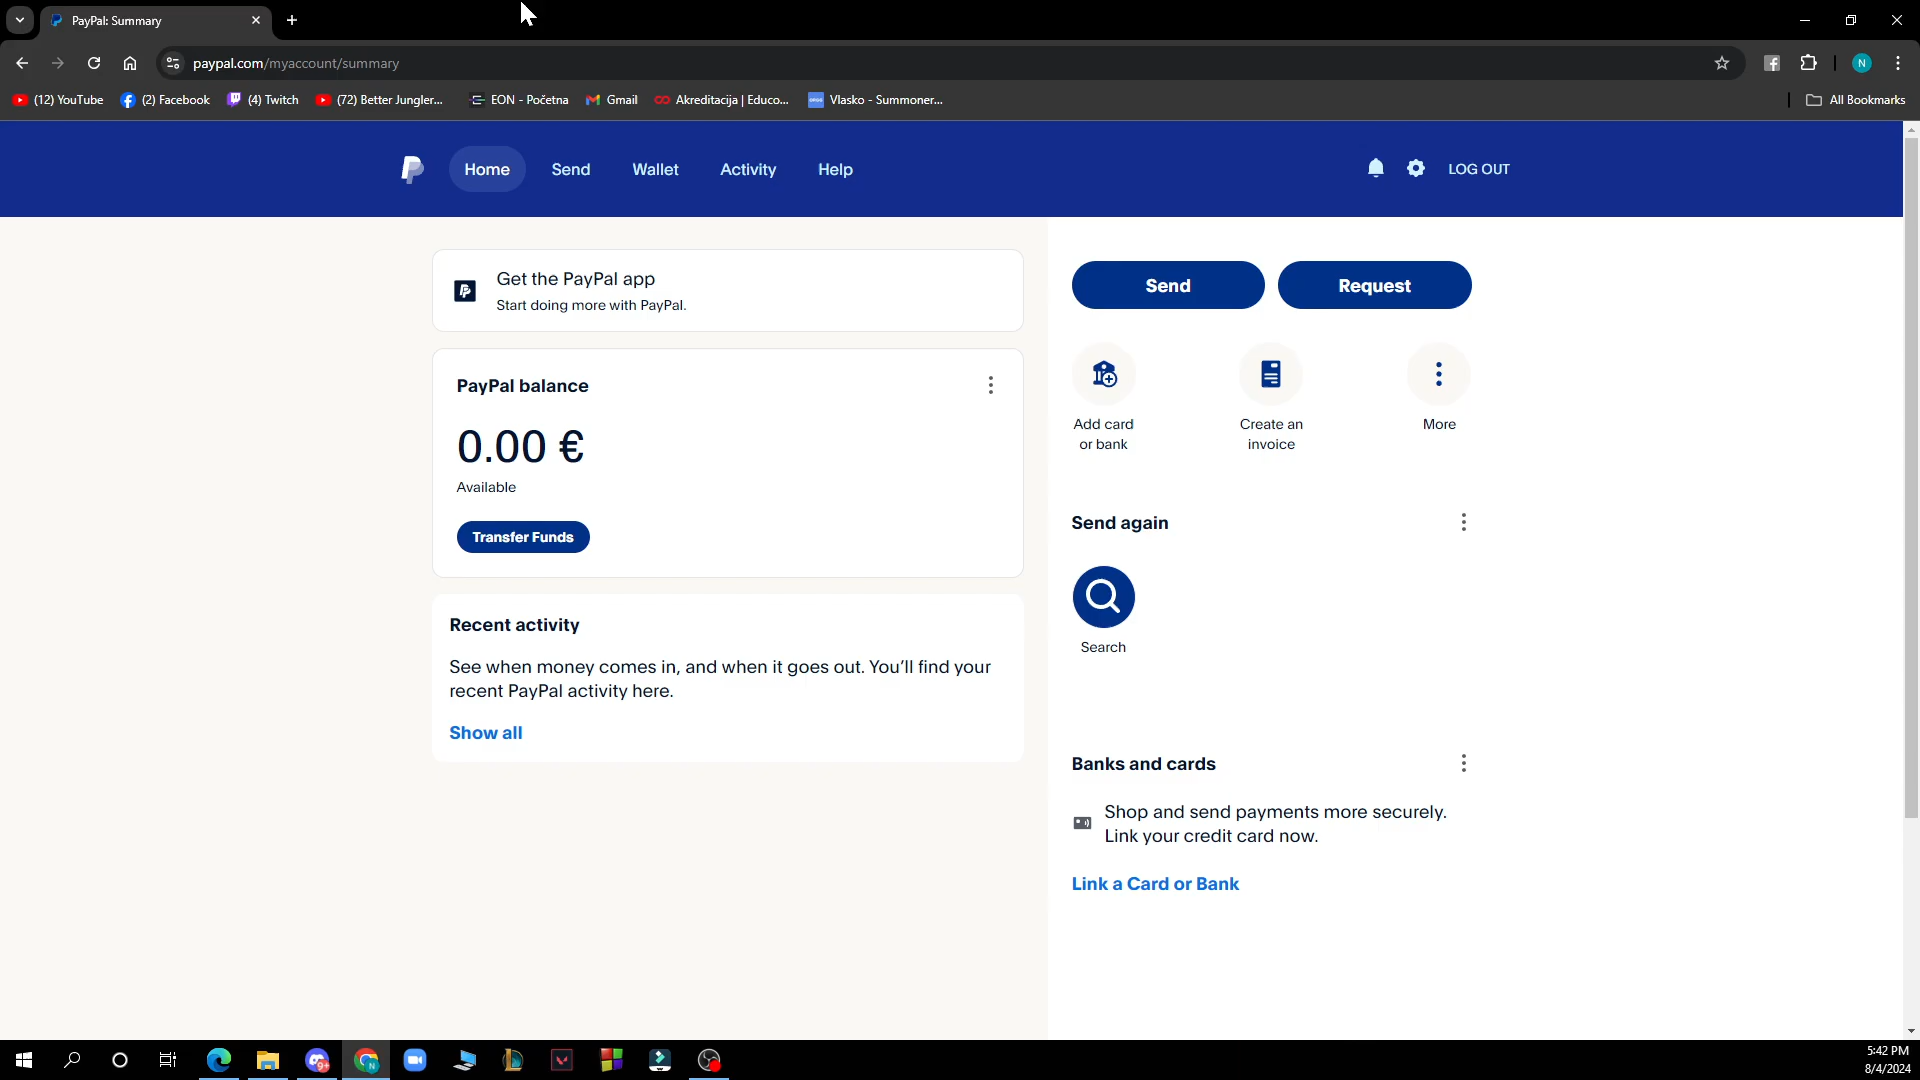 PayPal: Summary
paypal.com/myaccount/summary
(12) YouTube
(2) Facebook
(4) Twitch
(72) Better Jungler...
EON - Početna
Gmail
Akreditacija | Educo...
Vlasko - Summoner...
All Bookmarks
Home
Send
Wallet
Activity
Help
LOG OUT
Get the PayPal app
Start doing more with PayPal.
PayPal balance
0.00 €
Available
Transfer Funds
Recent activity
See when money comes in, and when it goes out. You'll find your
recent PayPal activity here.
Show all
Send
Request
Add card
or bank
Create an
invoice
More
Send again
Search
Banks and cards
Shop and send payments more securely.
Link your credit card now.
Link a Card or Bank
5:42 PM
8/4/2024